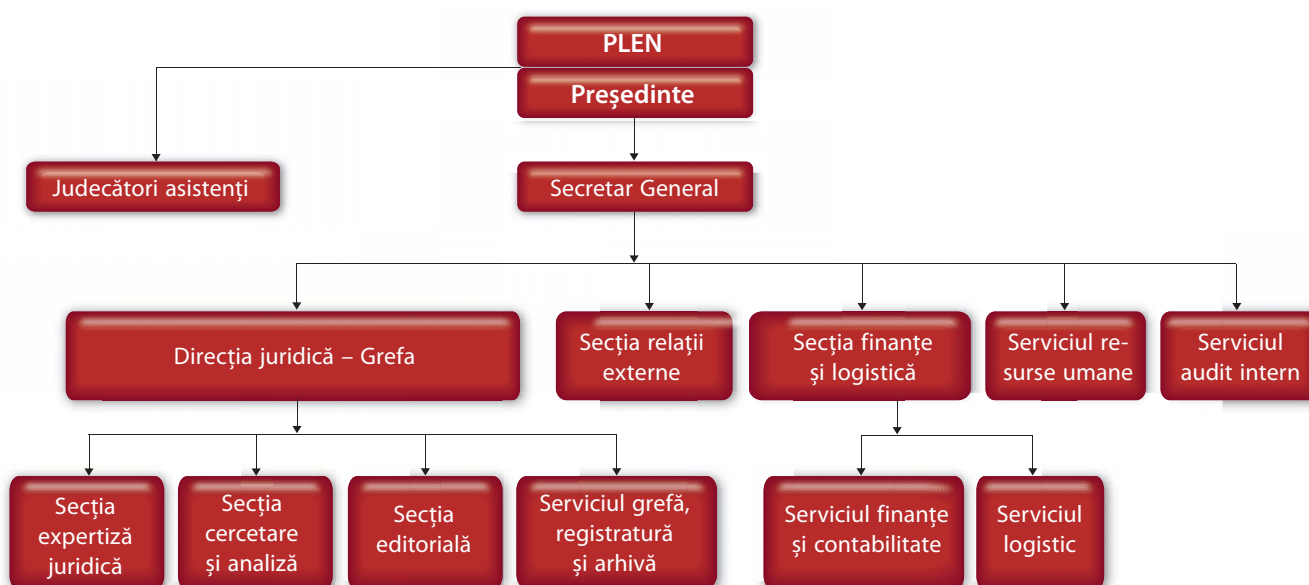 PLEN
Președinte
Judecători asistenți
Secretar General
Direcția juridică – Grefa
Secția relații
externe
Secția finanțe
și logistică
Serviciul re-
surse umane
Serviciul
audit intern
Secția
expertiză
juridică
Secția
cercetare
și analiză
Secția
editorială
Serviciul grefă,
registratură
și arhivă
Serviciul finanțe
și contabilitate
Serviciul
logistic